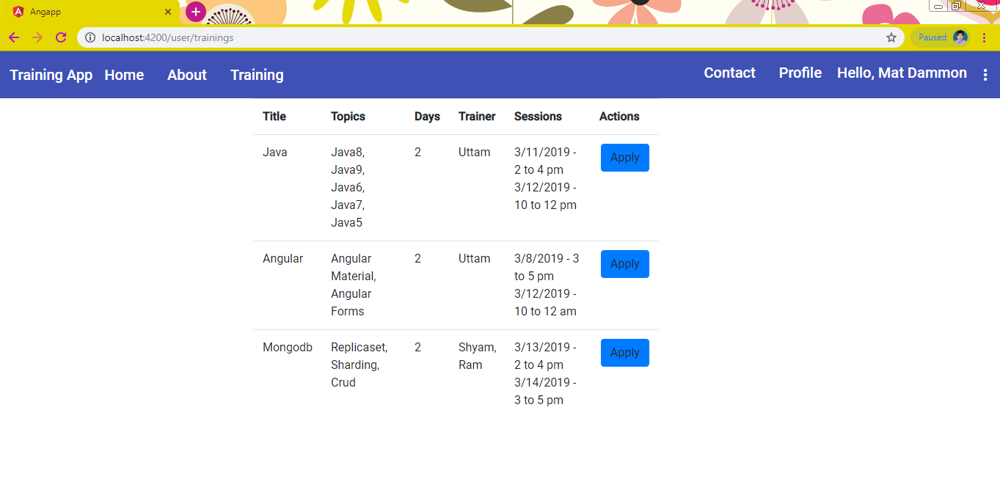 Angapp
localhost:4200/user/trainings
Paused
Training App Home About Training Contact Profile Hello, Mat Dammon
Title Topics Days Trainer Sessions Actions
Java Java8, 2 Uttam 3/11/2019 - Apply
Java9, 2 to 4 pm
Java6, 3/12/2019 -
Java7, 10 to 12 pm
Java5
Angular Angular 2 Uttam 3/8/2019 - 3 Apply
Material, to 5 pm
Angular 3/12/2019 -
Forms 10 to 12 am
Mongodb Replicaset, 2 Shyam, 3/13/2019 - Apply
Sharding, Ram 2 to 4 pm
Crud 3/14/2019 -
3 to 5 pm